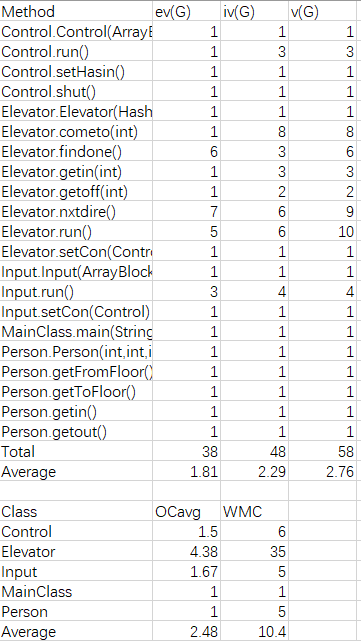 Method ev(G) iv(G) v(G)
Control.Control(ArrayB 1 1 1
Control.run() 1 3 3
Control.setHasin() 1 1 1
Control.shut() 1 1 1
Elevator.Elevator(Hash 1 1 1
Elevator.cometo(int) 1 8 8
Elevator.findone() 6 3 6
Elevator.getin(int) 1 3 3
Elevator.getoff(int) 1 2 2
Elevator.nxtdire() 7 6 9
Elevator.run() 5 6 10
Elevator.setCon(Contr 1 1 1
Input.Input(ArrayBlock 1 1 1
Input.run() 3 4 4
Input.setCon(Control) 1 1 1
MainClass.main(String 1 1 1
Person.Person(int,int,i 1 1 1
Person.getFromFloor() 1 1 1
Person.getToFloor() 1 1 1
Person.getin() 1 1 1
Person.getout() 1 1 1
Total 38 48 58
Average 1.81 2.29 2.76
Class OCavg WMC
Control 1.5 6
Elevator 4.38 35
Input 1.67 5
MainClass 1 1
Person 1 5
Average 2.48 10.4